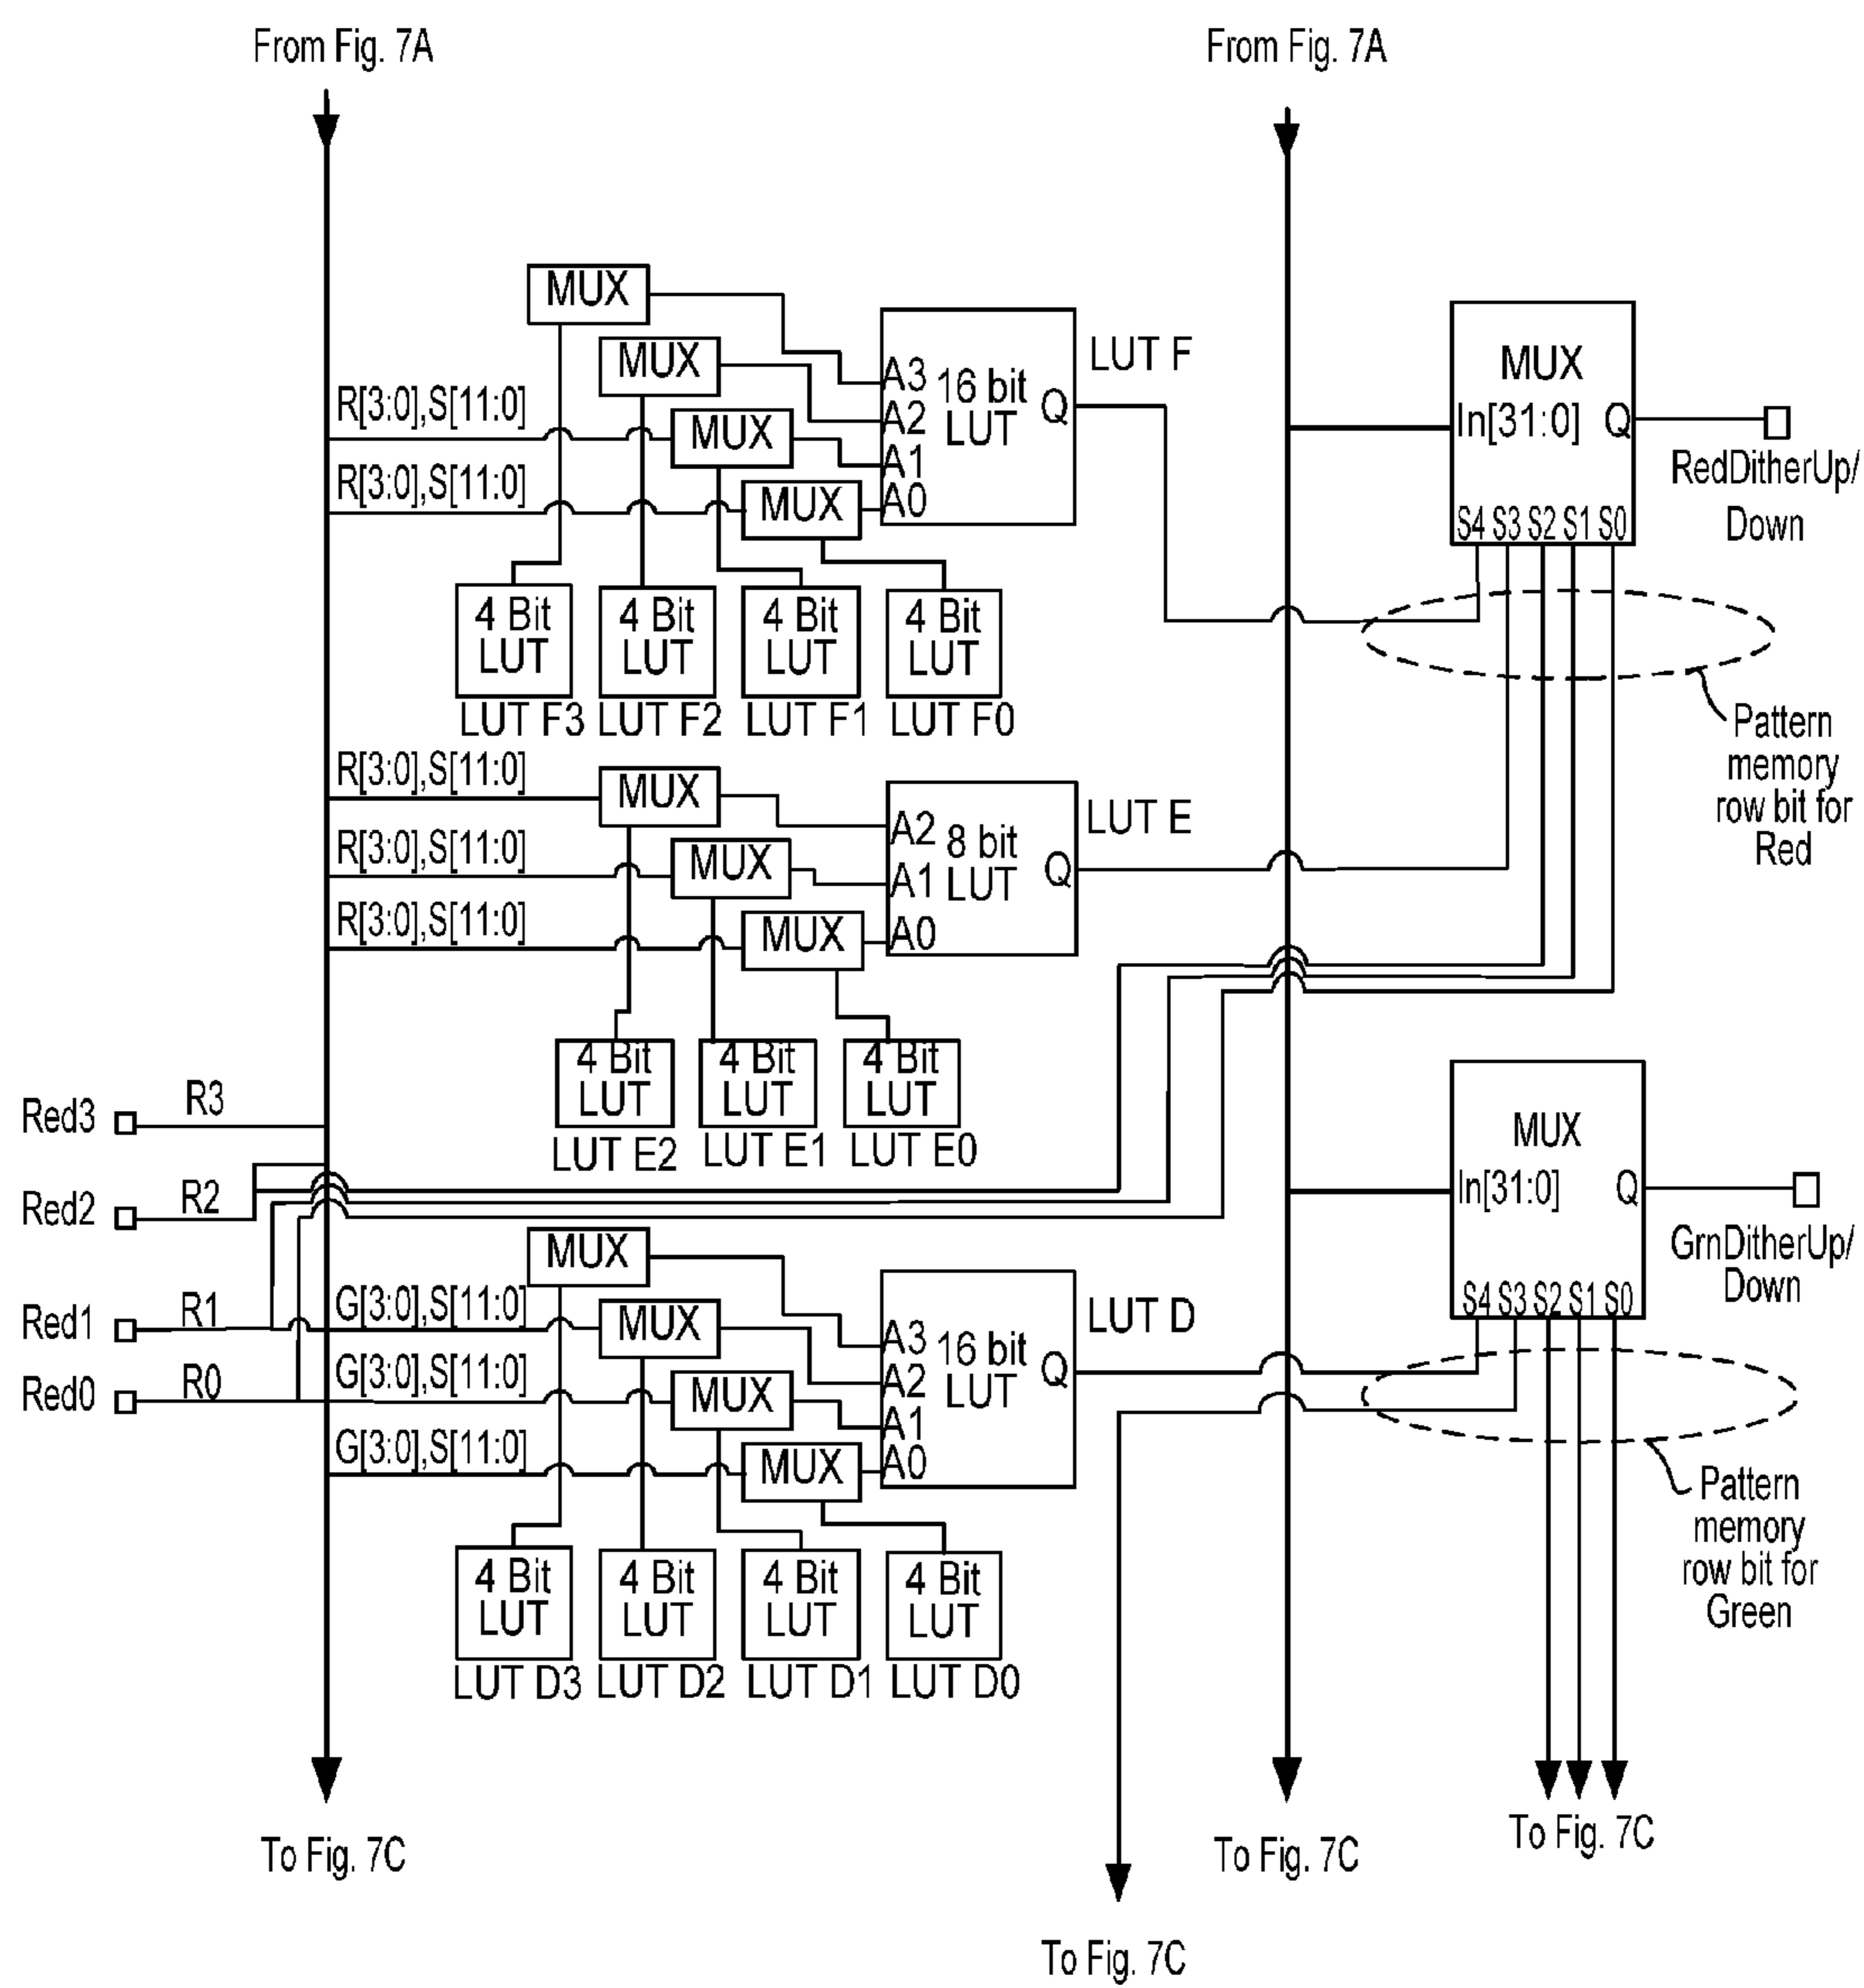 From Fig. 7A
From Fig. 7A
MUX
MUX
MUX
MUX
R[3:0],S[11:0]
R[3:0],S[11:0]
A3
A2
A1
A0
16 bit
LUT
Q
LUT F
MUX
In[31:0]
Q
S4 S3 S2 S1 S0
RedDitherUp/
Down
4 Bit
LUT
4 Bit
LUT
4 Bit
LUT
4 Bit
LUT
LUT F3
LUT F2
LUT F1
LUT F0
Pattern
memory
row bit for
Red
R[3:0],S[11:0]
R[3:0],S[11:0]
R[3:0],S[11:0]
MUX
MUX
MUX
A2
A1
A0
8 bit
LUT
Q
LUT E
4 Bit
LUT
4 Bit
LUT
4 Bit
LUT
LUT E2
LUT E1
LUT E0
Red3
R3
Red2
R2
Red1
R1
Red0
R0
MUX
In[31:0]
Q
S4 S3 S2 S1 S0
GrnDitherUp/
Down
MUX
MUX
MUX
MUX
G[3:0],S[11:0]
G[3:0],S[11:0]
G[3:0],S[11:0]
A3
A2
A1
A0
16 bit
LUT
Q
LUT D
Pattern
memory
row bit for
Green
4 Bit
LUT
4 Bit
LUT
4 Bit
LUT
4 Bit
LUT
LUT D3
LUT D2
LUT D1
LUT D0
To Fig. 7C
To Fig. 7C
To Fig. 7C
To Fig. 7C